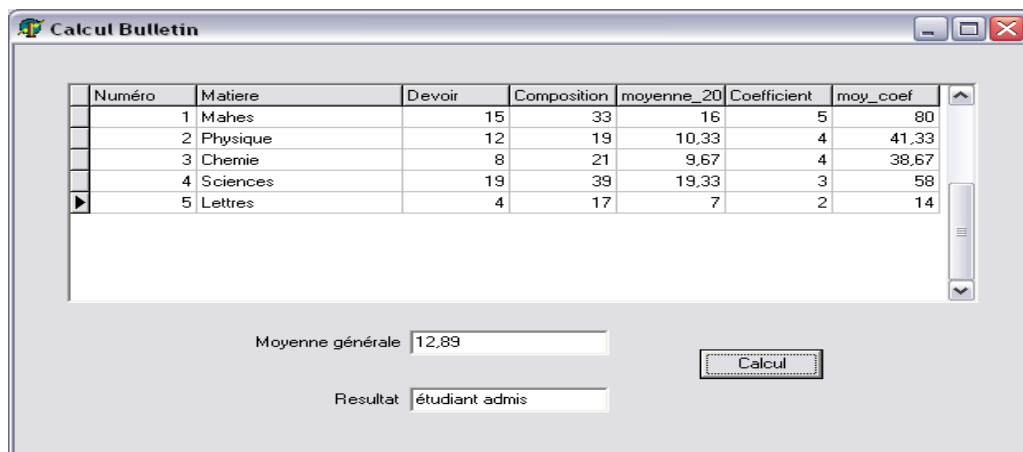 Calcul Bulletin
Numéro Matiere Devoir Composition moyenne_20 Coefficient moy_coef
1 Mahes 15 33 16 5 80
2 Physique 12 19 10,33 4 41,33
3 Chemie 8 21 9,67 4 38,67
4 Sciences 19 39 19,33 3 58
5 Lettres 4 17 7 2 14
Moyenne générale 12,89
Calcul
Resultat étudiant admis